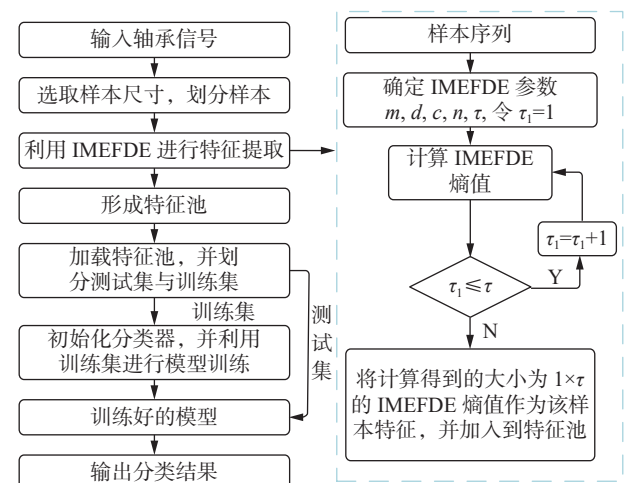 输入轴承信号
选取样本尺寸，划分样本
利用 IMEFDE 进行特征提取
形成特征池
加载特征池，并划
分测试集与训练集
训练集
测
试
集
初始化分类器，并利用
训练集进行模型训练
训练好的模型
输出分类结果
样本序列
确定 IMEFDE 参数
m, d, c, n, τ, 令 τ₁=1
计算 IMEFDE
熵值
τ₁=τ₁+1
τ₁≤τ
Y
N
将计算得到的大小为 1×τ
的 IMEFDE 熵值作为该样
本特征，并加入到特征池